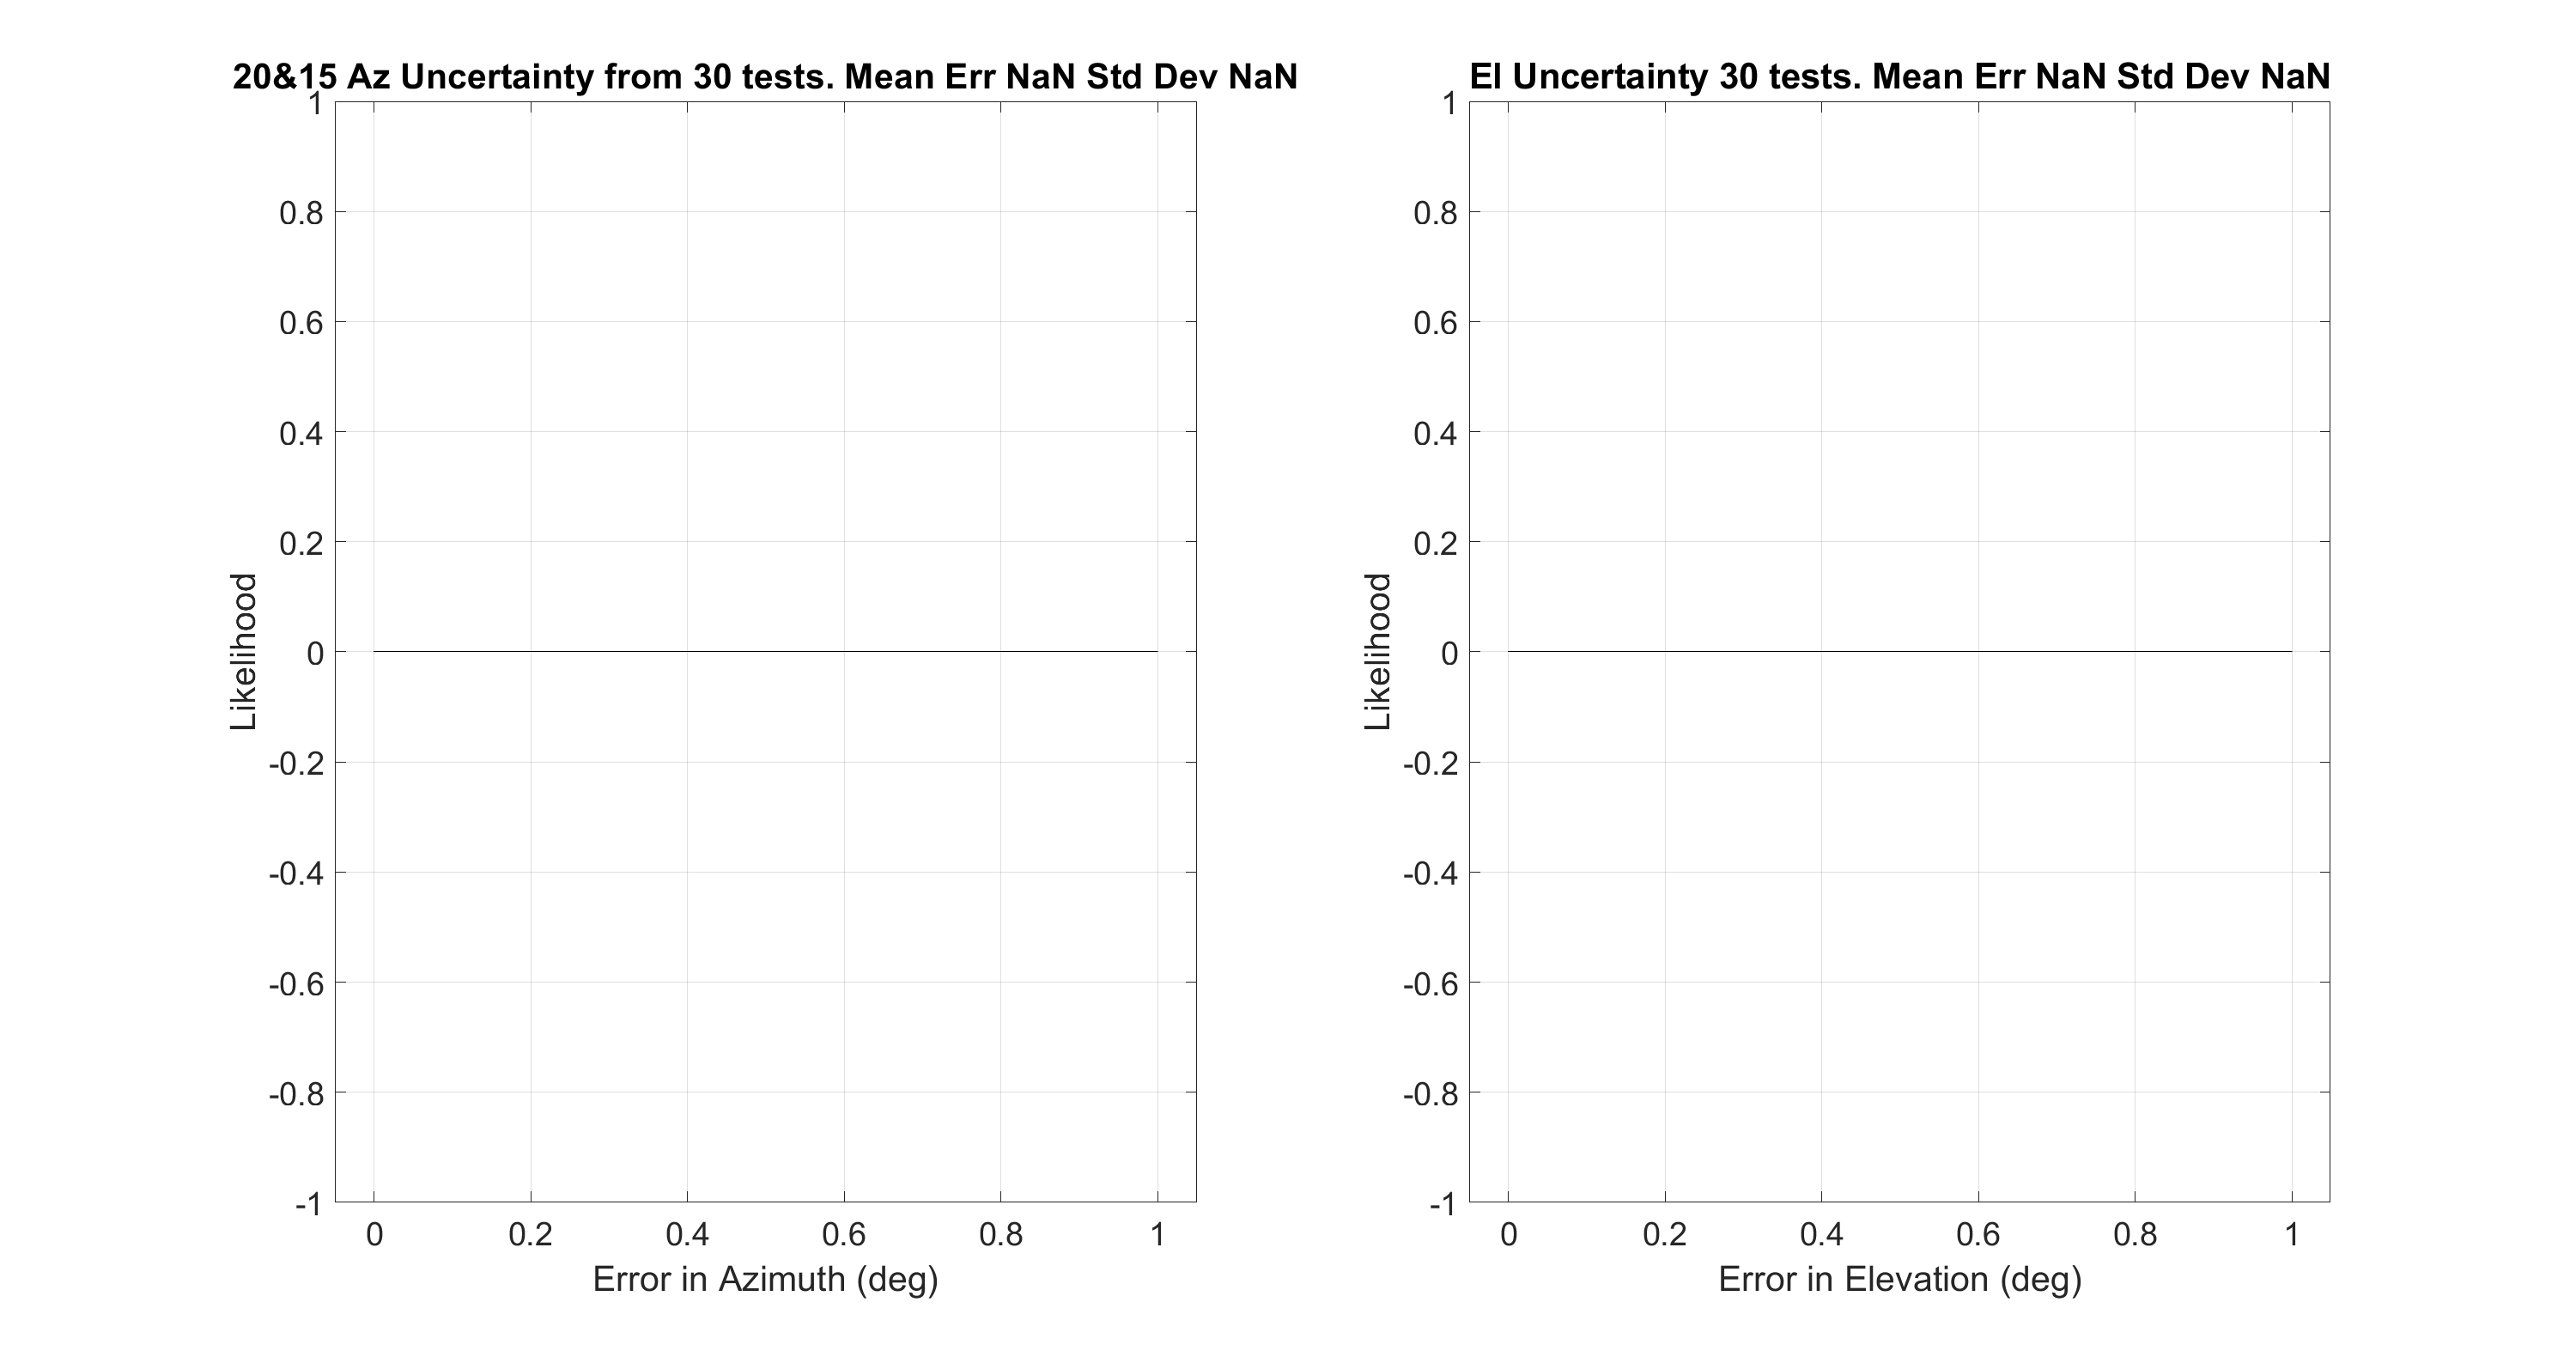 20&15 Az Uncertainty from 30 tests. Mean Err NaN Std Dev NaN
1
0.8
0.6
0.4
0.2
0
-0.2
-0.4
-0.6
-0.8
-1
Likelihood
0 0.2 0.4 0.6 0.8 1
Error in Azimuth (deg)
El Uncertainty 30 tests. Mean Err NaN Std Dev NaN
1
0.8
0.6
0.4
0.2
0
-0.2
-0.4
-0.6
-0.8
-1
Likelihood
0 0.2 0.4 0.6 0.8 1
Error in Elevation (deg)